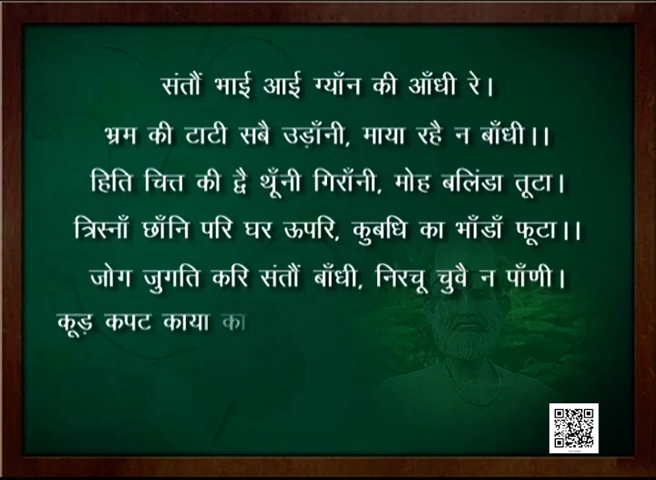 संतौं भाई आई ग्याँन की आँधी रे।
भ्रम की टाटी सबै उड़ाँनी, माया रहै न बाँधी।।
हिति चित्त की द्वै थूँनी गिराँनी, मोह बलिंडा तूटा।
त्रिस्नाँ छाँनि परि घर ऊपरि, कुबधि का भाँडाँ फूटा।।
जोग जुगति करि संतौं बाँधी, निरचू चुवै न पाँणी।
कूड़ कपट काया का